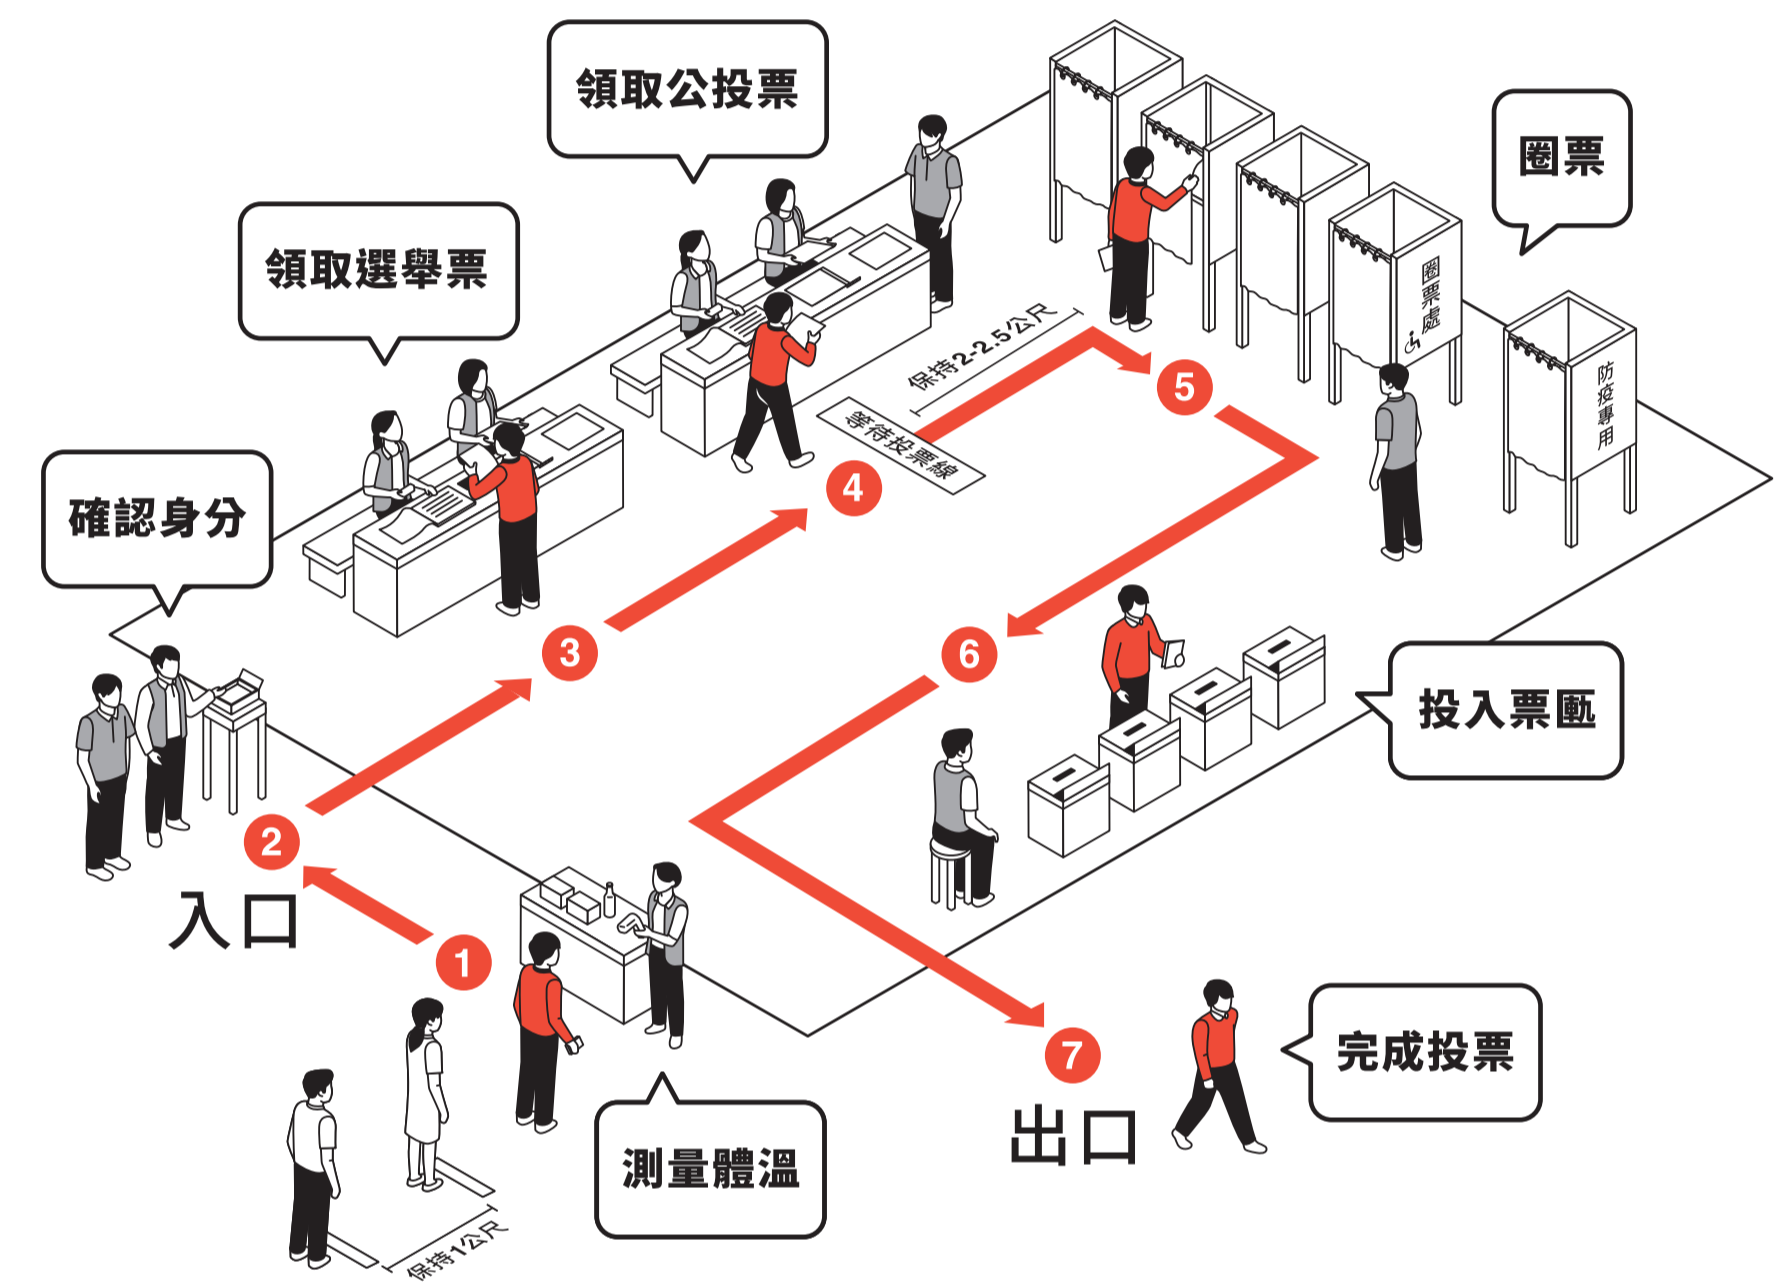 領取公投票
圈票
領取選舉票
圈票處
保持2-2.5公尺
防疫專用
等待投票線
確認身分
5
4
3
6
投入票匭
2
入口
1
7
出口
完成投票
測量體溫
保持1公尺